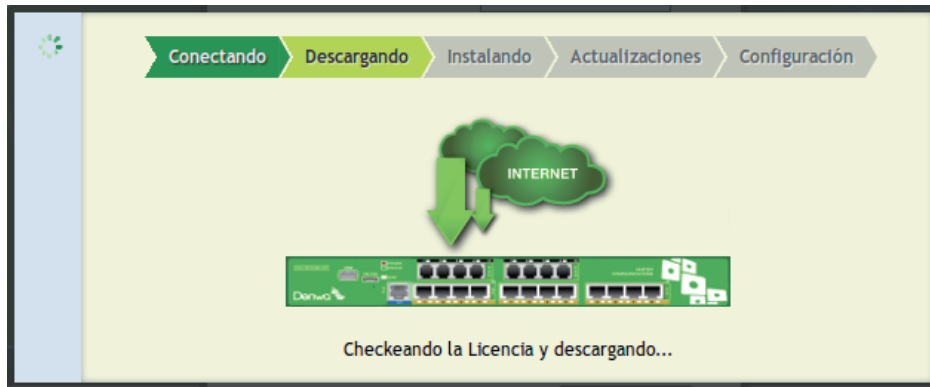 Conectando Descargando Instalando Actualizaciones Configuración
INTERNET
Denwa
Checkeando la Licencia y descargando...